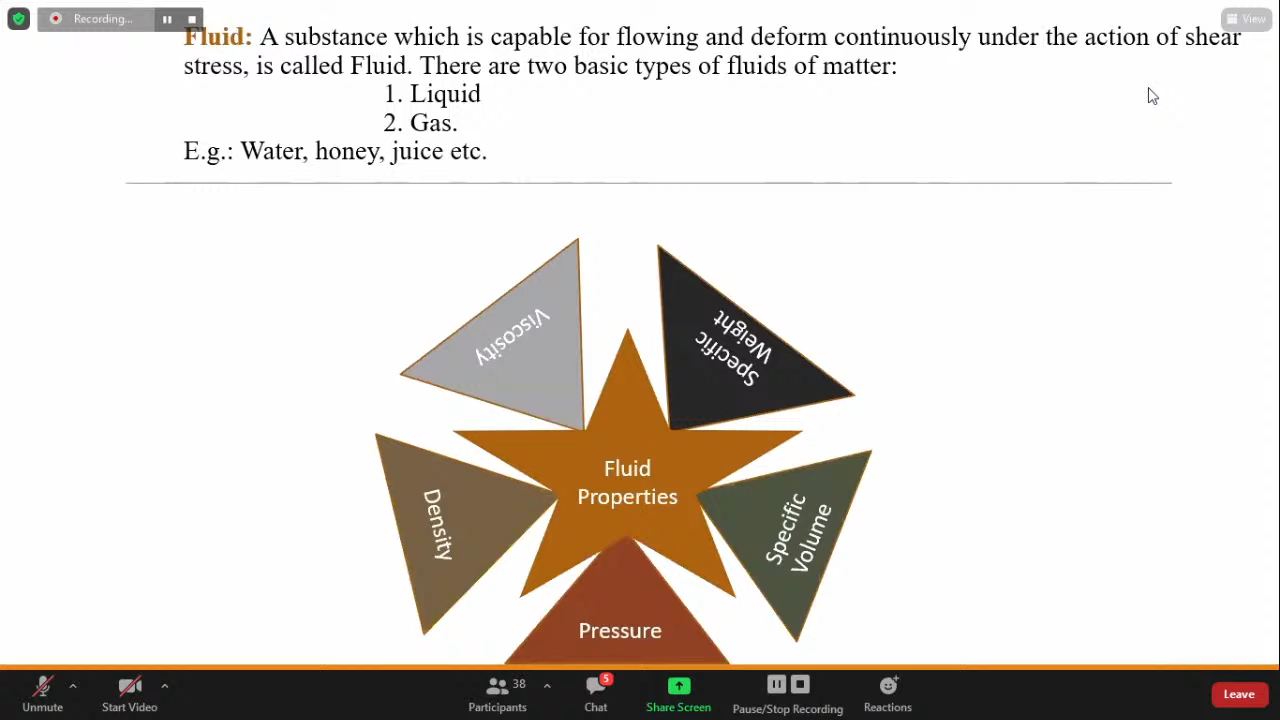 Recording...
View
Fluid: A substance which is capable for flowing and deform continuously under the action of shear
stress, is called Fluid. There are two basic types of fluids of matter:
1. Liquid
2. Gas.
E.g.: Water, honey, juice etc.
Viscosity
Specific
Weight
Fluid
Properties
Density
Specific
Volume
Pressure
Unmute
Start Video
38
Participants
5
Chat
Share Screen
Pause/Stop Recording
Reactions
Leave